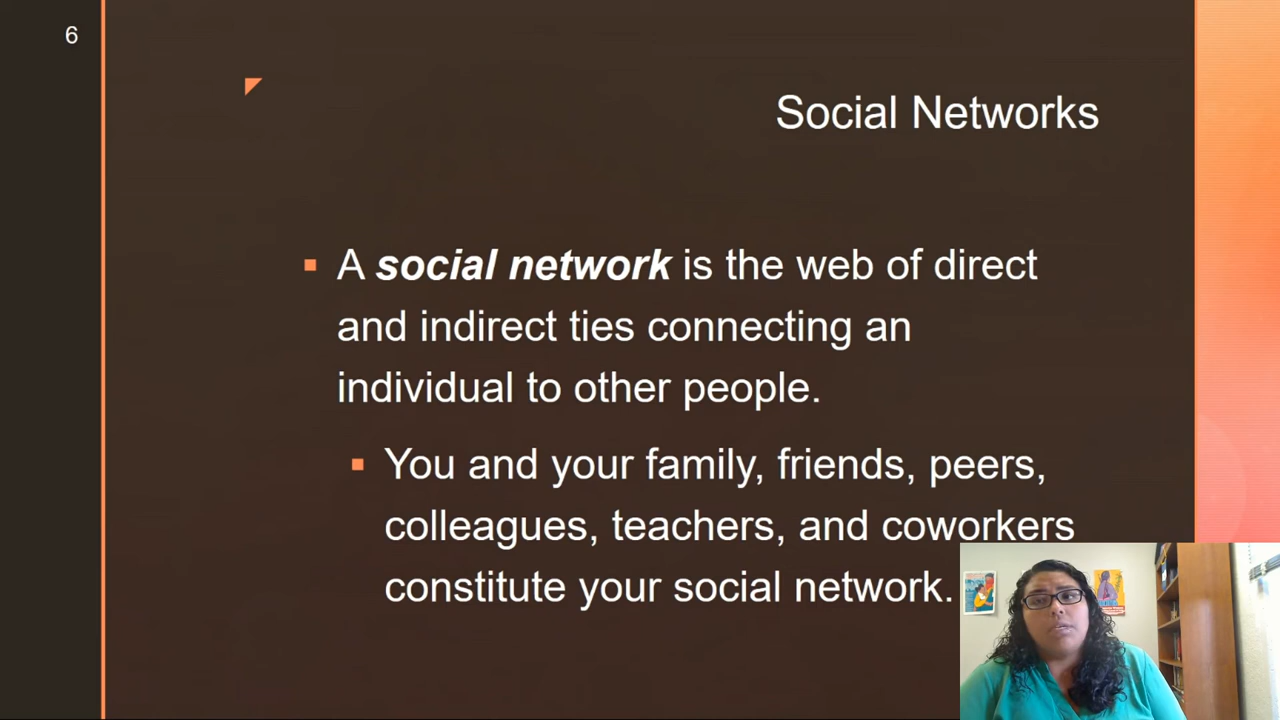 6
Social Networks
▪ A social network is the web of direct
and indirect ties connecting an
individual to other people.
▪ You and your family, friends, peers,
colleagues, teachers, and coworkers
constitute your social network.